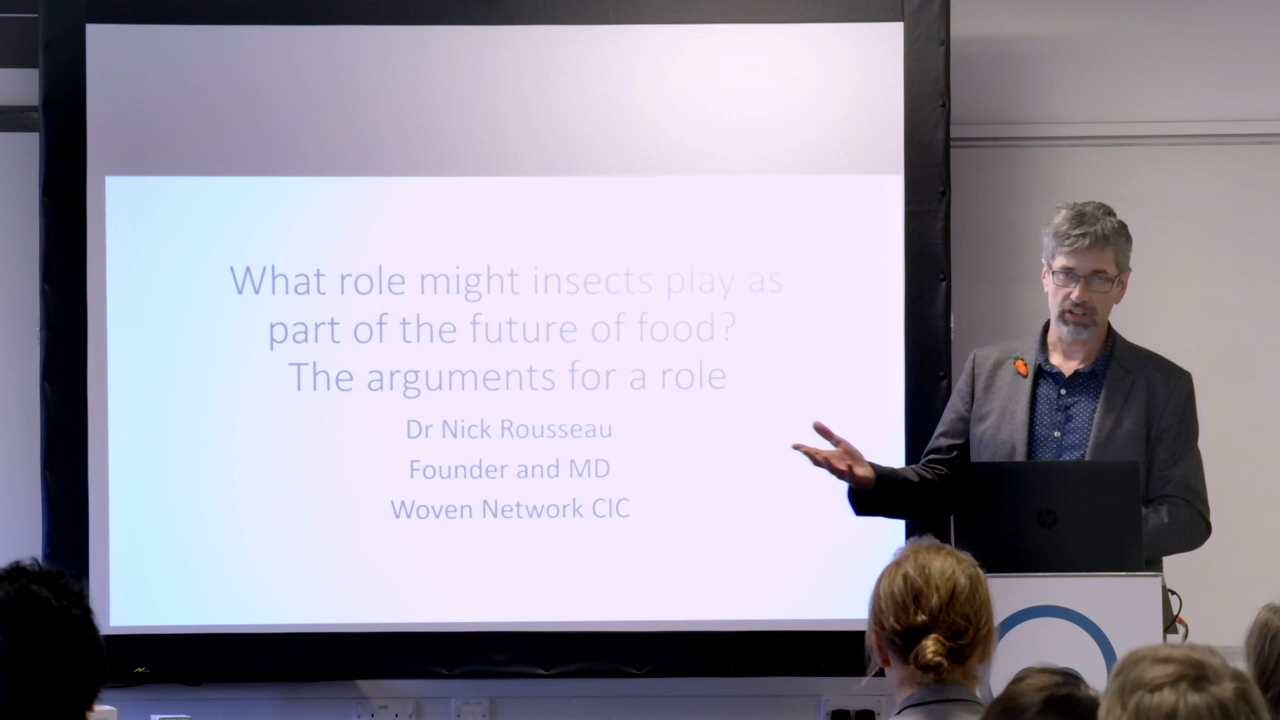 What role might insects play as
part of the future of food?
The arguments for a role
Dr Nick Rousseau
Founder and MD
Woven Network CIC
hp